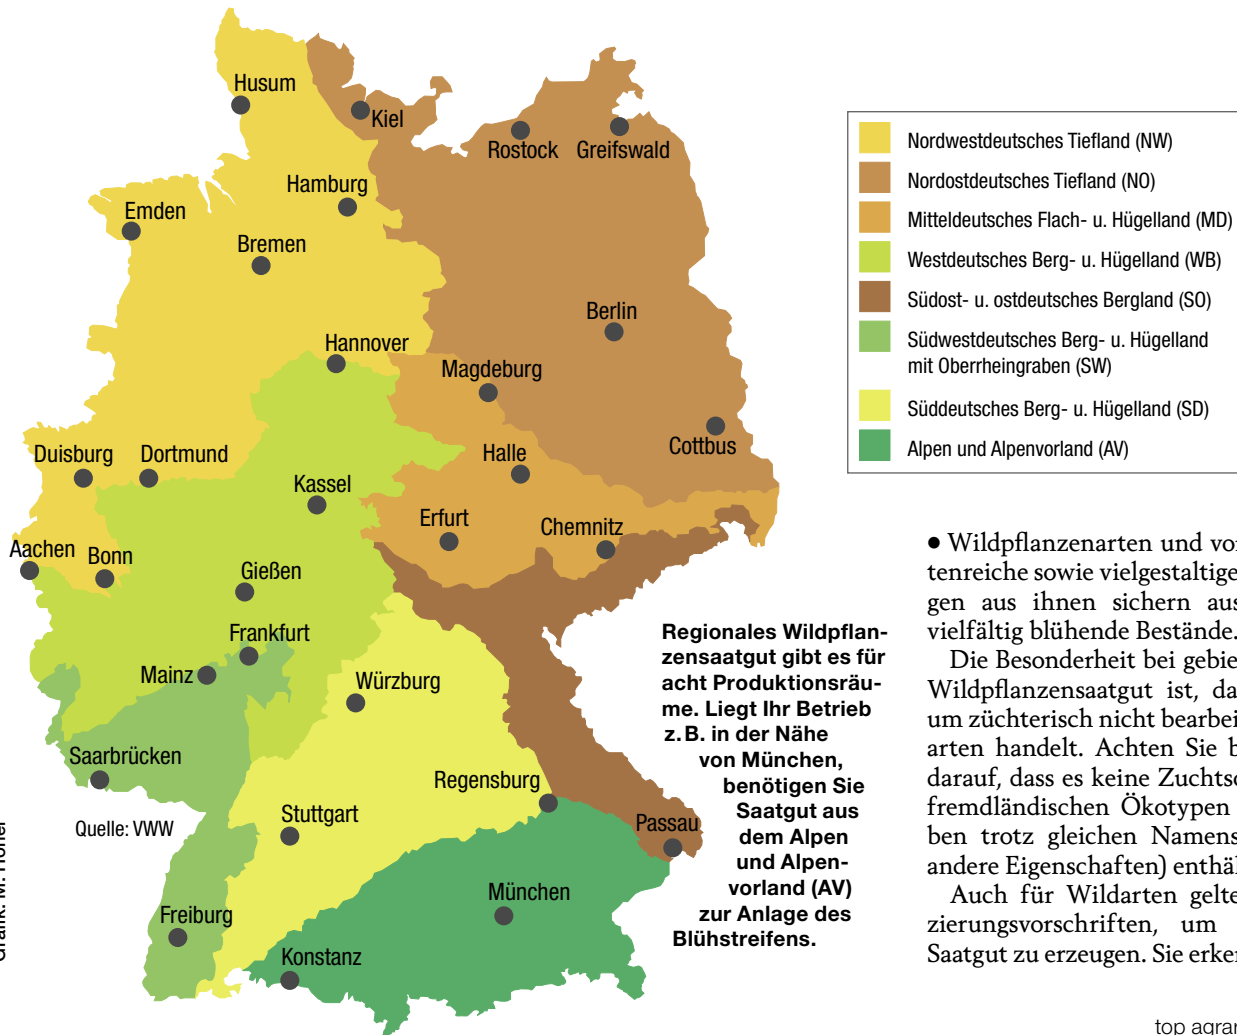 Husum
Kiel
Rostock
Greifswald
Hamburg
Emden
Bremen
Berlin
Hannover
Magdeburg
Cottbus
Duisburg
Dortmund
Halle
Kassel
Erfurt
Chemnitz
Aachen
Bonn
Gießen
Frankfurt
Mainz
Würzburg
Saarbrücken
Regensburg
Stuttgart
Passau
München
Freiburg
Konstanz
Quelle: VWW
Nordwestdeutsches Tiefland (NW)
Nordostdeutsches Tiefland (NO)
Mitteldeutsches Flach- u. Hügelland (MD)
Westdeutsches Berg- u. Hügelland (WB)
Südost- u. ostdeutsches Bergland (SO)
Südwestdeutsches Berg- u. Hügelland
mit Oberrheingraben (SW)
Süddeutsches Berg- u. Hügelland (SD)
Alpen und Alpenvorland (AV)
Regionales Wildpflan-
zensaatgut gibt es für
acht Produktionsräu-
me. Liegt Ihr Betrieb
z. B. in der Nähe
von München,
benötigen Sie
Saatgut aus
dem Alpen
und Alpen-
vorland (AV)
zur Anlage des
Blühstreifens.
● Wildpflanzenarten und vor
tenreiche sowie vielgestaltige
gen aus ihnen sichern aus
vielfältig blühende Bestände.
Die Besonderheit bei gebie
Wildpflanzensaatgut ist, da
um züchterisch nicht bearbei
arten handelt. Achten Sie b
darauf, dass es keine Zuchtso
fremdländischen Ökotypen
ben trotz gleichen Namens
andere Eigenschaften) enthäl
Auch für Wildarten gelte
zierungsvorschriften, um
Saatgut zu erzeugen. Sie erken
top agrar